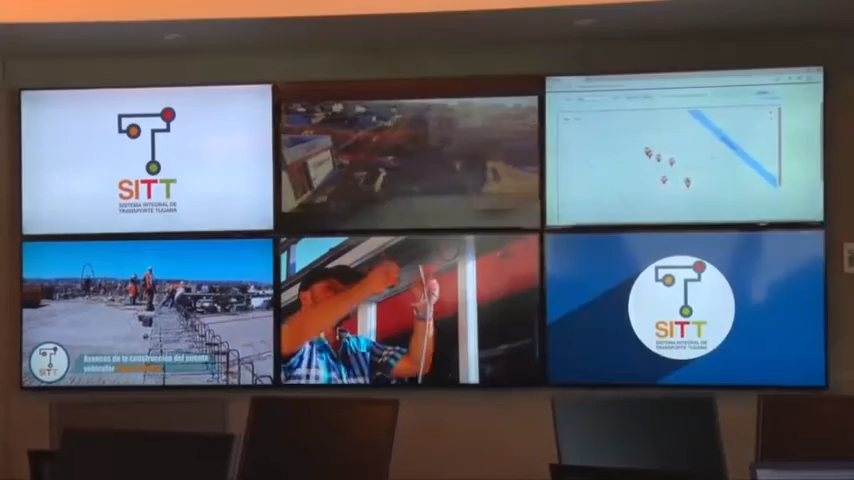 SITT
SISTEMA INTEGRAL DE
TRANSPORTE TIJUANA
Avances de la construcción del puente
vehicular
SITT
SITT
SISTEMA INTEGRAL DE
TRANSPORTE TIJUANA